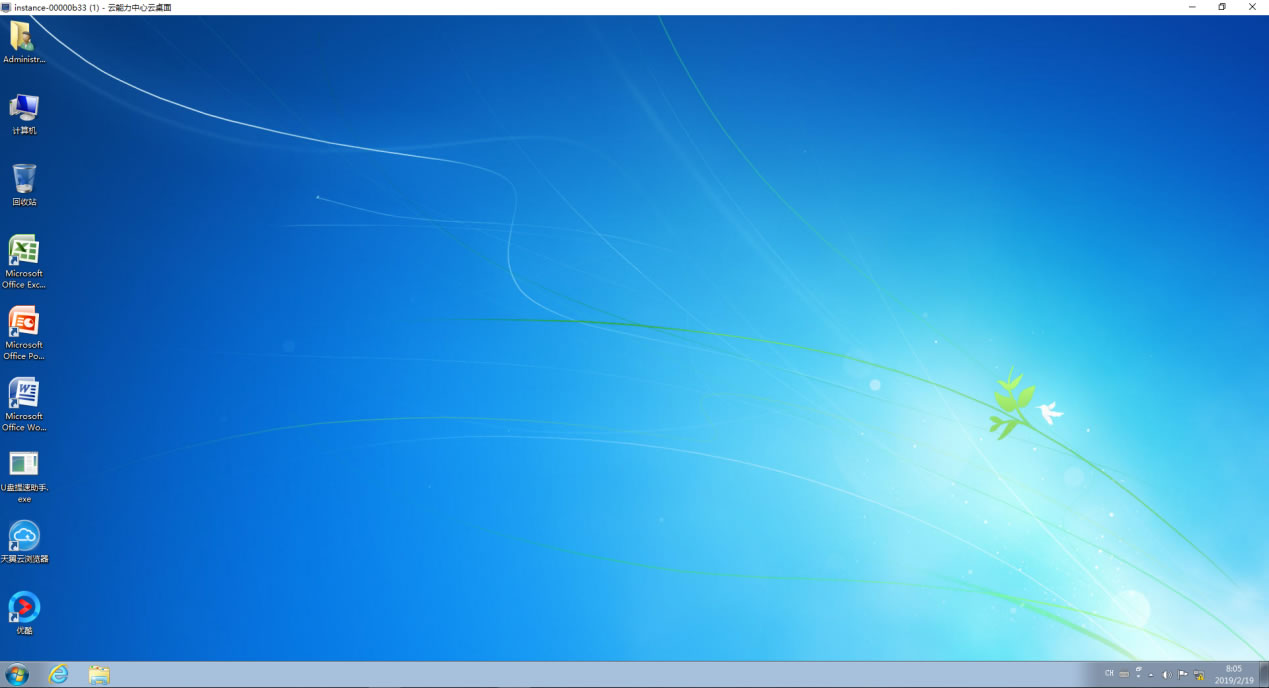 instance-00000b33 (1) - 云能力中心云桌面
Administr...
计算机
回收站
Microsoft
Office Exc...
Microsoft
Office Po...
Microsoft
Office Wo...
U盘提速助手.
exe
天翼云浏览器
优酷
CH
8:05
2019/2/19